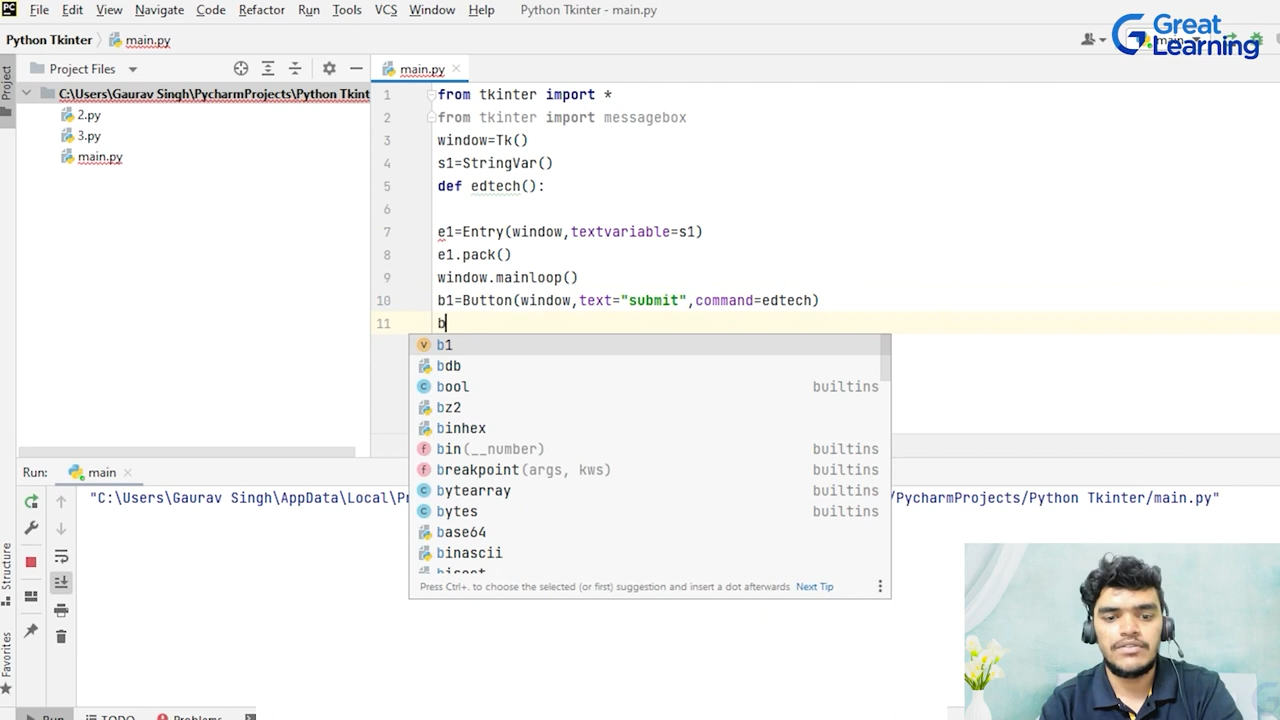 PC File Edit View Navigate Code Refactor Run Tools VCS Window Help Python Tkinter - main.py
Great Learning
Python Tkinter main.py
Project Files
main.py
Project
C:\Users\Gaurav Singh\PycharmProjects\Python Tkint
2.py
3.py
main.py
1 from tkinter import *
2 from tkinter import messagebox
3 window=Tk()
4 s1=StringVar()
5 def edtech():
6
7 e1=Entry(window,textvariable=s1)
8 e1.pack()
9 window.mainloop()
10 b1=Button(window,text="submit",command=edtech)
11 b
b1
bdb
bool builtins
bz2
binhex
bin(__number) builtins
breakpoint(args, kws) builtins
bytearray builtins
bytes builtins
base64
binascii
bisect
Press Ctrl+. to choose the selected (or first) suggestion and insert a dot afterwards Next Tip
Run: main
"C:\Users\Gaurav Singh\AppData\Local\P
/PycharmProjects/Python Tkinter/main.py"
Structure
Favorites
Run TODO Problems